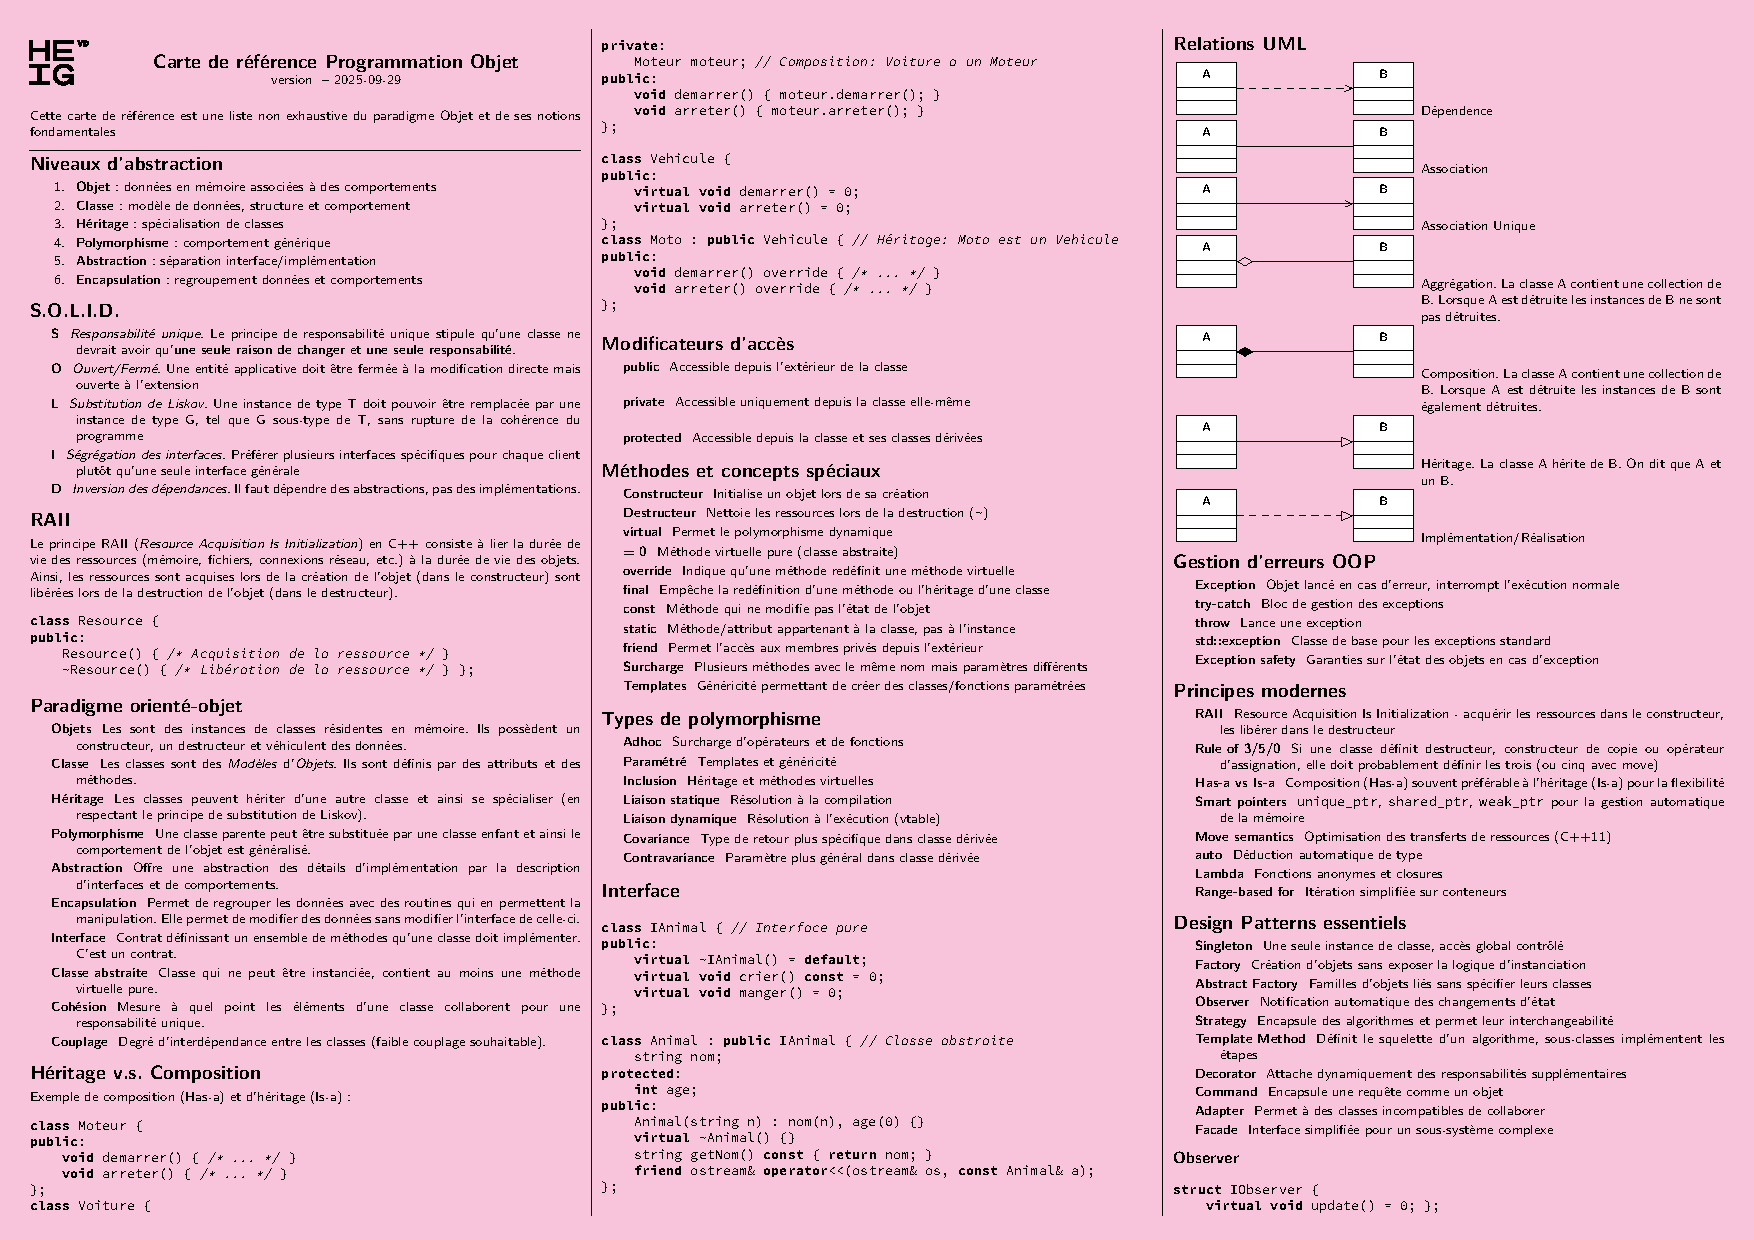 HE VD
IG
Carte de référence Programmation Objet
version – 2025-09-29
Cette carte de référence est une liste non exhaustive du paradigme Objet et de ses notions
fondamentales
Niveaux d'abstraction
1. Objet : données en mémoire associées à des comportements
2. Classe : modèle de données, structure et comportement
3. Héritage : spécialisation de classes
4. Polymorphisme : comportement générique
5. Abstraction : séparation interface/implémentation
6. Encapsulation : regroupement données et comportements
S.O.L.I.D.
S Responsabilité unique. Le principe de responsabilité unique stipule qu'une classe ne
devrait avoir qu'une seule raison de changer et une seule responsabilité.
O Ouvert/Fermé. Une entité applicative doit être fermée à la modification directe mais
ouverte à l'extension
L Substitution de Liskov. Une instance de type T doit pouvoir être remplacée par une
instance de type G, tel que G sous-type de T, sans rupture de la cohérence du
programme
I Ségrégation des interfaces. Préférer plusieurs interfaces spécifiques pour chaque client
plutôt qu'une seule interface générale
D Inversion des dépendances. Il faut dépendre des abstractions, pas des implémentations.
RAII
Le principe RAII (Resource Acquisition Is Initialization) en C++ consiste à lier la durée de
vie des ressources (mémoire, fichiers, connexions réseau, etc.) à la durée de vie des objets.
Ainsi, les ressources sont acquises lors de la création de l'objet (dans le constructeur) sont
libérées lors de la destruction de l'objet (dans le destructeur).
class Resource {
public:
    Resource() { /* Acquisition de la ressource */ }
    ~Resource() { /* Libération de la ressource */ } };
Paradigme orienté-objet
Objets Les sont des instances de classes résidentes en mémoire. Ils possèdent un
constructeur, un destructeur et véhiculent des données.
Classe Les classes sont des Modèles d'Objets. Ils sont définis par des attributs et des
méthodes.
Héritage Les classes peuvent hériter d'une autre classe et ainsi se spécialiser (en
respectant le principe de substitution de Liskov).
Polymorphisme Une classe parente peut être substituée par une classe enfant et ainsi le
comportement de l'objet est généralisé.
Abstraction Offre une abstraction des détails d'implémentation par la description
d'interfaces et de comportements.
Encapsulation Permet de regrouper les données avec des routines qui en permettent la
manipulation. Elle permet de modifier des données sans modifier l'interface de celle-ci.
Interface Contrat définissant un ensemble de méthodes qu'une classe doit implémenter.
C'est un contrat.
Classe abstraite Classe qui ne peut être instanciée, contient au moins une méthode
virtuelle pure.
Cohésion Mesure à quel point les éléments d'une classe collaborent pour une
responsabilité unique.
Couplage Degré d'interdépendance entre les classes (faible couplage souhaitable).
Héritage v.s. Composition
Exemple de composition (Has-a) et d'héritage (Is-a) :
class Moteur {
public:
    void demarrer() { /* ... */ }
    void arreter() { /* ... */ }
};
class Voiture {
private:
    Moteur moteur; // Composition: Voiture a un Moteur
public:
    void demarrer() { moteur.demarrer(); }
    void arreter() { moteur.arreter(); }
};
class Vehicule {
public:
    virtual void demarrer() = 0;
    virtual void arreter() = 0;
};
class Moto : public Vehicule { // Héritage: Moto est un Vehicule
public:
    void demarrer() override { /* ... */ }
    void arreter() override { /* ... */ }
};
Modificateurs d'accès
public Accessible depuis l'extérieur de la classe
private Accessible uniquement depuis la classe elle-même
protected Accessible depuis la classe et ses classes dérivées
Méthodes et concepts spéciaux
Constructeur Initialise un objet lors de sa création
Destructeur Nettoie les ressources lors de la destruction (~)
virtual Permet le polymorphisme dynamique
= 0 Méthode virtuelle pure (classe abstraite)
override Indique qu'une méthode redéfinit une méthode virtuelle
final Empêche la redéfinition d'une méthode ou l'héritage d'une classe
const Méthode qui ne modifie pas l'état de l'objet
static Méthode/attribut appartenant à la classe, pas à l'instance
friend Permet l'accès aux membres privés depuis l'extérieur
Surcharge Plusieurs méthodes avec le même nom mais paramètres différents
Templates Généricité permettant de créer des classes/fonctions paramétrées
Types de polymorphisme
Adhoc Surcharge d'opérateurs et de fonctions
Paramétré Templates et généricité
Inclusion Héritage et méthodes virtuelles
Liaison statique Résolution à la compilation
Liaison dynamique Résolution à l'exécution (vtable)
Covariance Type de retour plus spécifique dans classe dérivée
Contravariance Paramètre plus général dans classe dérivée
Interface
class IAnimal { // Interface pure
public:
    virtual ~IAnimal() = default;
    virtual void crier() const = 0;
    virtual void manger() = 0;
};
class Animal : public IAnimal { // Classe abstraite
    string nom;
protected:
    int age;
public:
    Animal(string n) : nom(n), age(0) {}
    virtual ~Animal() {}
    string getNom() const { return nom; }
    friend ostream& operator<<(ostream& os, const Animal& a);
};
Relations UML
A B
Dépendence
A B
Association
A B
Association Unique
A B
Aggrégation. La classe A contient une collection de
B. Lorsque A est détruite les instances de B ne sont
pas détruites.
A B
Composition. La classe A contient une collection de
B. Lorsque A est détruite les instances de B sont
également détruites.
A B
Héritage. La classe A hérite de B. On dit que A et
un B.
A B
Implémentation/Réalisation
Gestion d'erreurs OOP
Exception Objet lancé en cas d'erreur, interrompt l'exécution normale
try-catch Bloc de gestion des exceptions
throw Lance une exception
std::exception Classe de base pour les exceptions standard
Exception safety Garanties sur l'état des objets en cas d'exception
Principes modernes
RAII Resource Acquisition Is Initialization - acquérir les ressources dans le constructeur,
les libérer dans le destructeur
Rule of 3/5/0 Si une classe définit destructeur, constructeur de copie ou opérateur
d'assignation, elle doit probablement définir les trois (ou cinq avec move)
Has-a vs Is-a Composition (Has-a) souvent préférable à l'héritage (Is-a) pour la flexibilité
Smart pointers unique_ptr, shared_ptr, weak_ptr pour la gestion automatique
de la mémoire
Move semantics Optimisation des transferts de ressources (C++11)
auto Déduction automatique de type
Lambda Fonctions anonymes et closures
Range-based for Itération simplifiée sur conteneurs
Design Patterns essentiels
Singleton Une seule instance de classe, accès global contrôlé
Factory Création d'objets sans exposer la logique d'instanciation
Abstract Factory Familles d'objets liés sans spécifier leurs classes
Observer Notification automatique des changements d'état
Strategy Encapsule des algorithmes et permet leur interchangeabilité
Template Method Définit le squelette d'un algorithme, sous-classes implémentent les
étapes
Decorator Attache dynamiquement des responsabilités supplémentaires
Command Encapsule une requête comme un objet
Adapter Permet à des classes incompatibles de collaborer
Facade Interface simplifiée pour un sous-système complexe
Observer
struct IObserver {
    virtual void update() = 0; };